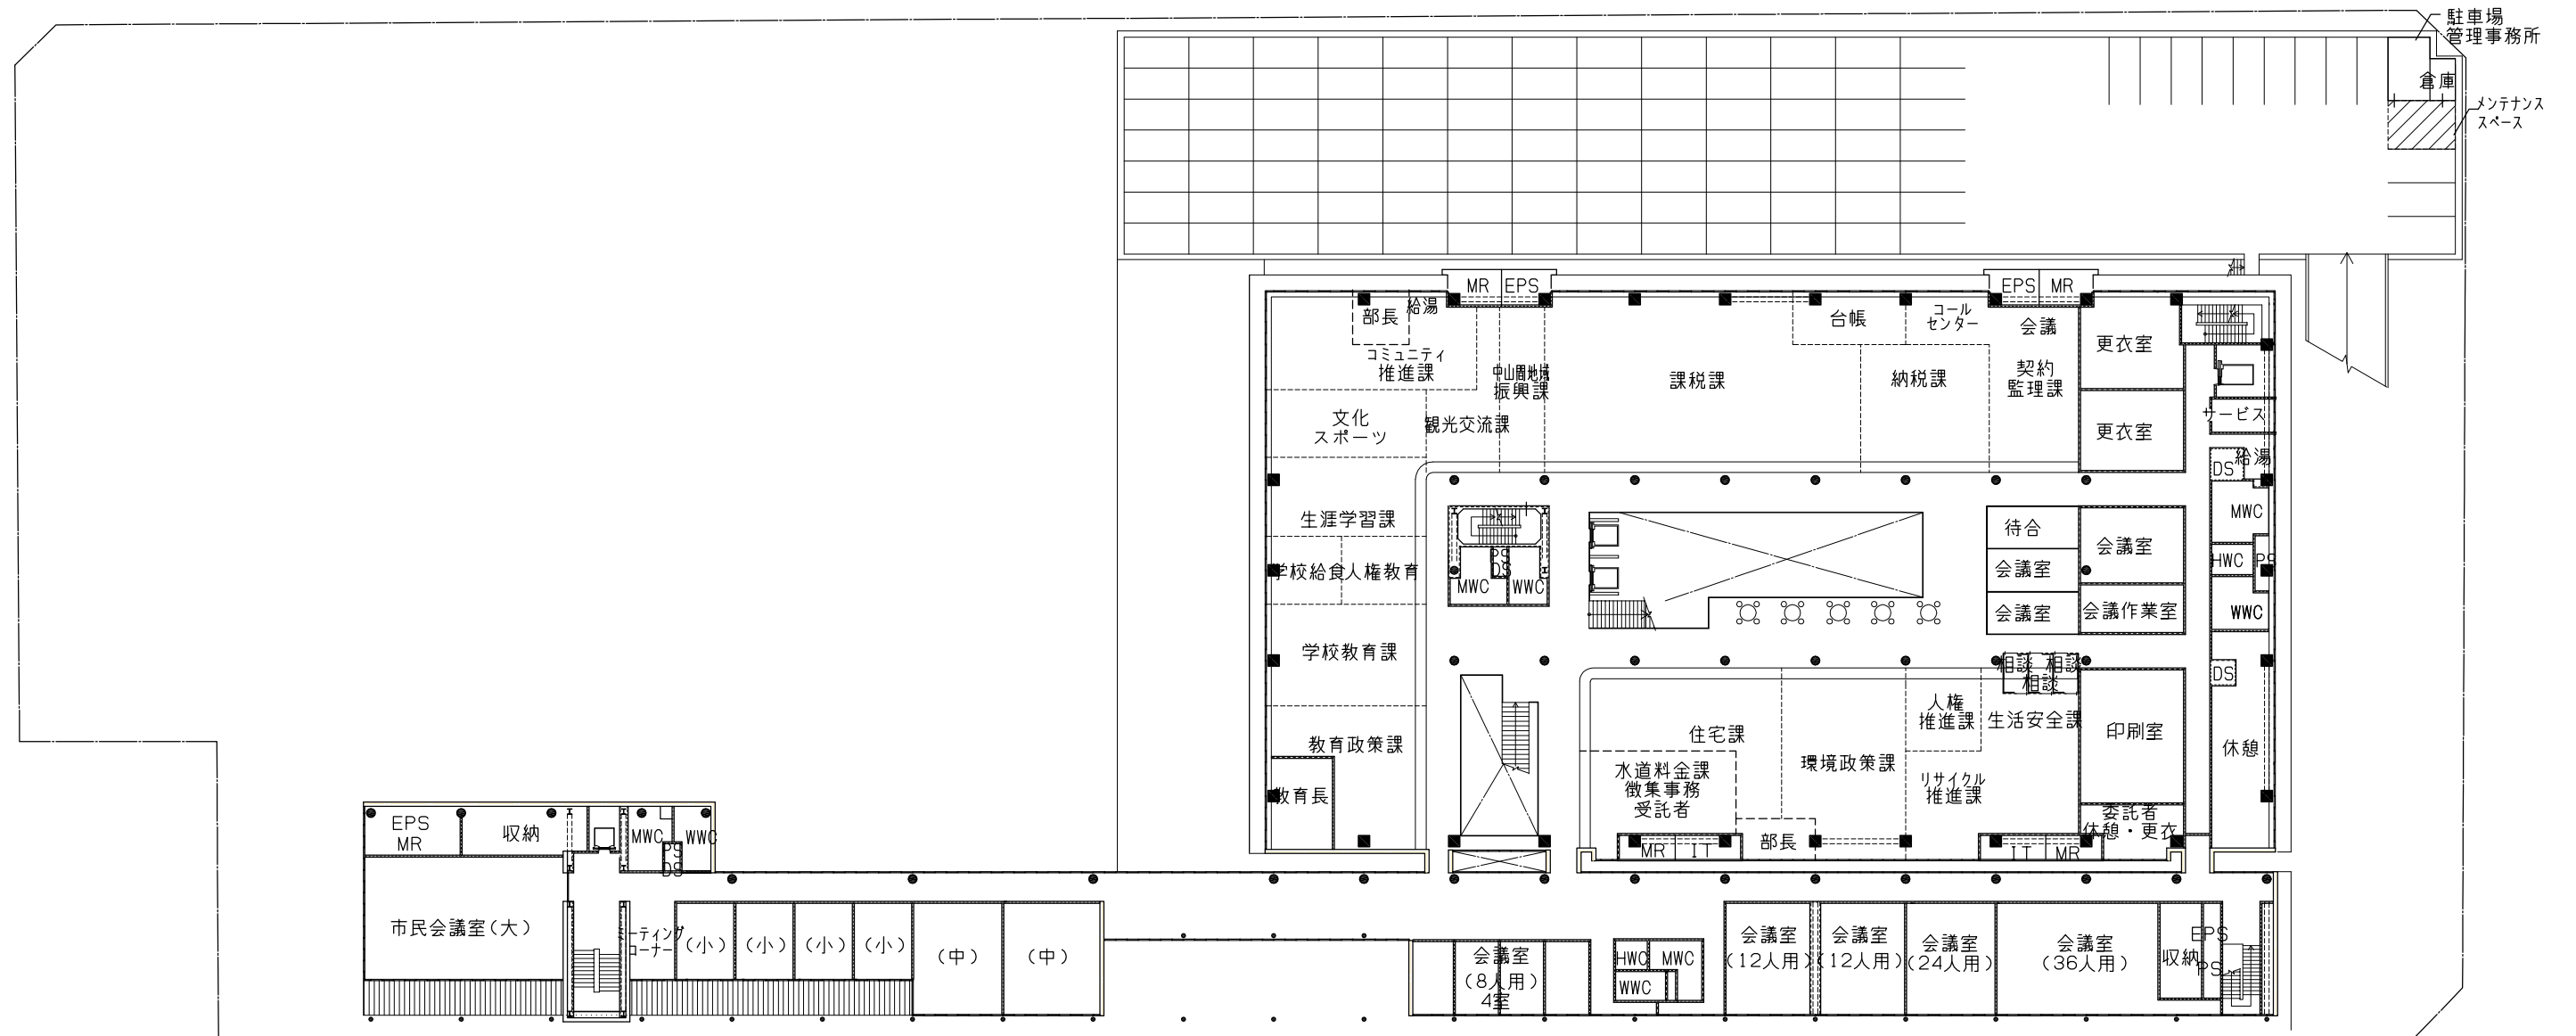 駐車場
管理事務所
倉庫
メンテナンス
スペース
MR
EPS
EPS
MR
部長
給湯
コミュニティ
推進課
中山間地域
振興課
台帳
コール
センター
会議
更衣室
課税課
納税課
契約
監理課
文化
スポーツ
観光交流課
更衣室
サービス
給湯
DS
生涯学習課
MWC
待合
会議室
学校給食
人権教育
PS
DS
MWC
WWC
会議室
HWC
PS
会議室
会議作業室
WWC
学校教育課
相談
相談
相談
DS
人権
推進課
生活安全課
印刷室
教育政策課
住宅課
休憩
水道料金課
徴集事務
受託者
環境政策課
リサイクル
推進課
教育長
委託者
休憩・更衣
部長
MR
IT
IT
MR
EPS
MR
収納
MWC
WWC
PS
DS
市民会議室(大)
ミーティング
コーナー
(小)
(小)
(小)
(小)
(中)
(中)
会議室
(8人用)
4室
HWC
MWC
WWC
会議室
(12人用)
会議室
(12人用)
会議室
(24人用)
会議室
(36人用)
収納
EPS
PS